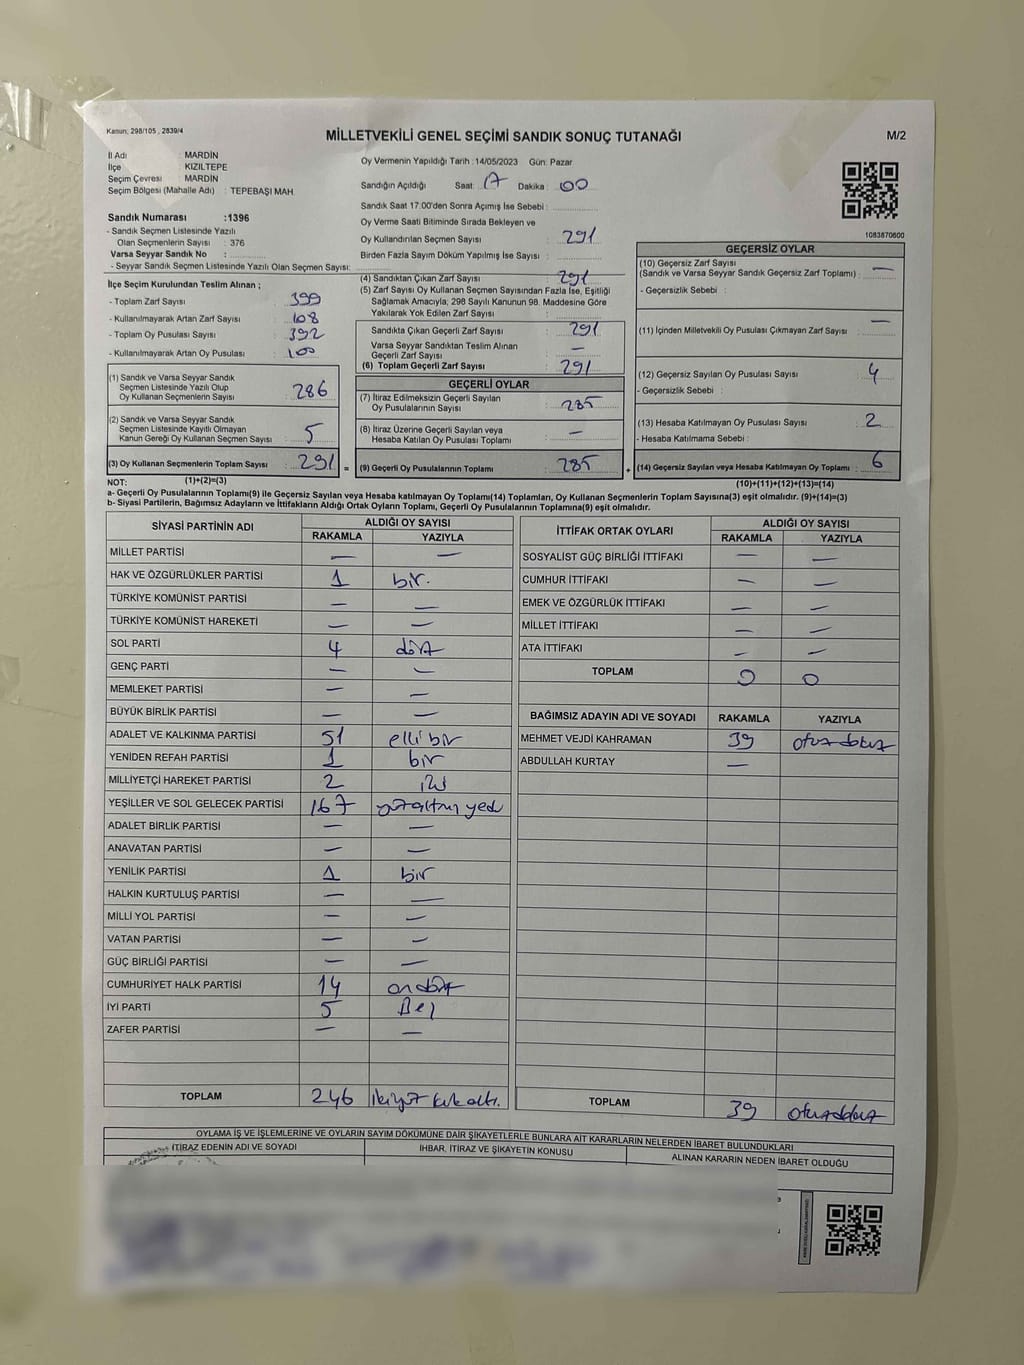 Kanun; 298/105 , 2839/4
MİLLETVEKİLİ GENEL SEÇİMİ SANDIK SONUÇ TUTANAĞI
M/2
İl Adı : MARDİN
İlçe : KIZILTEPE
Seçim Çevresi : MARDİN
Seçim Bölgesi (Mahalle Adı) : TEPEBAŞI MAH.
Sandık Numarası :1396
- Sandık Seçmen Listesinde Yazılı
Olan Seçmenlerin Sayısı : 376
Varsa Seyyar Sandık No :
- Seyyar Sandık Seçmen Listesinde Yazılı Olan Seçmen Sayısı:
İlçe Seçim Kurulundan Teslim Alınan ;
- Toplam Zarf Sayısı : 399
- Kullanılmayarak Artan Zarf Sayısı : 108
- Toplam Oy Pusulası Sayısı : 392
- Kullanılmayarak Artan Oy Pusulası : 100
(1) Sandık ve Varsa Seyyar Sandık
Seçmen Listesinde Yazılı Olup
Oy Kullanan Seçmenlerin Sayısı : 286
(2) Sandık ve Varsa Seyyar Sandık
Seçmen Listesinde Kayıtlı Olmayan
Kanun Gereği Oy Kullanan Seçmen Sayısı : 5
(3) Oy Kullanan Seçmenlerin Toplam Sayısı : 291 =
Oy Vermenin Yapıldığı Tarih : 14/05/2023 Gün: Pazar
Sandığın Açıldığı Saat : 17 Dakika : 00
Sandık Saat 17:00'den Sonra Açımış İse Sebebi :
Oy Verme Saati Bitiminde Sırada Bekleyen ve
Oy Kullandırılan Seçmen Sayısı : 291
Birden Fazla Sayım Döküm Yapılmış İse Sayısı :
(4) Sandıktan Çıkan Zarf Sayısı : 291
(5) Zarf Sayısı Oy Kullanan Seçmen Sayısından Fazla İse, Eşitliği
Sağlamak Amacıyla; 298 Sayılı Kanunun 98. Maddesine Göre
Yakılarak Yok Edilen Zarf Sayısı :
Sandıkta Çıkan Geçerli Zarf Sayısı : 291
Varsa Seyyar Sandıktan Teslim Alınan
Geçerli Zarf Sayısı : —
(6) Toplam Geçerli Zarf Sayısı : 291
GEÇERLİ OYLAR
(7) İtiraz Edilmeksizin Geçerli Sayılan
Oy Pusulalarının Sayısı : 285
(8) İtiraz Üzerine Geçerli Sayılan veya
Hesaba Katılan Oy Pusulası Toplamı : —
(9) Geçerli Oy Pusulalarının Toplamı : 285 +
1083870600
GEÇERSİZ OYLAR
(10) Geçersiz Zarf Sayısı
(Sandık ve Varsa Seyyar Sandık Geçersiz Zarf Toplamı) : —
- Geçersizlik Sebebi :
(11) İçinden Milletvekili Oy Pusulası Çıkmayan Zarf Sayısı : —
(12) Geçersiz Sayılan Oy Pusulası Sayısı : 4
- Geçersizlik Sebebi :
(13) Hesaba Katılmayan Oy Pusulası Sayısı : 2
- Hesaba Katılmama Sebebi :
(14) Geçersiz Sayılan veya Hesaba Katılmayan Oy Toplamı : 6
NOT: (1)+(2)=(3) (10)+(11)+(12)+(13)=(14)
a- Geçerli Oy Pusulalarının Toplamı(9) ile Geçersiz Sayılan veya Hesaba katılmayan Oy Toplamı(14) Toplamları, Oy Kullanan Seçmenlerin Toplam Sayısına(3) eşit olmalıdır. (9)+(14)=(3)
b- Siyasi Partilerin, Bağımsız Adayların ve İttifakların Aldığı Ortak Oyların Toplamı, Geçerli Oy Pusulalarının Toplamına(9) eşit olmalıdır.
SİYASİ PARTİNİN ADI ALDIĞI OY SAYISI
RAKAMLA YAZIYLA
MİLLET PARTİSİ — —
HAK VE ÖZGÜRLÜKLER PARTİSİ 1 bir.
TÜRKİYE KOMÜNİST PARTİSİ — —
TÜRKİYE KOMÜNİST HAREKETİ — —
SOL PARTİ 4 dört
GENÇ PARTİ — —
MEMLEKET PARTİSİ — —
BÜYÜK BİRLİK PARTİSİ — —
ADALET VE KALKINMA PARTİSİ 51 elli bir
YENİDEN REFAH PARTİSİ 1 bir
MİLLİYETÇİ HAREKET PARTİSİ 2 iki
YEŞİLLER VE SOL GELECEK PARTİSİ 167 yüzaltmı yedi
ADALET BİRLİK PARTİSİ — —
ANAVATAN PARTİSİ — —
YENİLİK PARTİSİ 1 bir
HALKIN KURTULUŞ PARTİSİ — —
MİLLİ YOL PARTİSİ — —
VATAN PARTİSİ — —
GÜÇ BİRLİĞİ PARTİSİ — —
CUMHURİYET HALK PARTİSİ 14 ondört
İYİ PARTİ 5 Beş
ZAFER PARTİSİ — —
TOPLAM 246 ikiyüz kırkaltı.
İTTİFAK ORTAK OYLARI ALDIĞI OY SAYISI
RAKAMLA YAZIYLA
SOSYALİST GÜÇ BİRLİĞİ İTTİFAKI — —
CUMHUR İTTİFAKI — —
EMEK VE ÖZGÜRLÜK İTTİFAKI — —
MİLLET İTTİFAKI — —
ATA İTTİFAKI — —
TOPLAM 0 0
BAĞIMSIZ ADAYIN ADI VE SOYADI RAKAMLA YAZIYLA
MEHMET VEJDİ KAHRAMAN 39 otuz dokuz
ABDULLAH KURTAY —
TOPLAM 39 otuzdokuz
OYLAMA İŞ VE İŞLEMLERİNE VE OYLARIN SAYIM DÖKÜMÜNE DAİR ŞİKAYETLERLE BUNLARA AİT KARARLARIN NELERDEN İBARET BULUNDUKLARI
İTİRAZ EDENİN ADI VE SOYADI
İHBAR, İTİRAZ VE ŞİKAYETİN KONUSU
ALINAN KARARIN NEDEN İBARET OLDUĞU